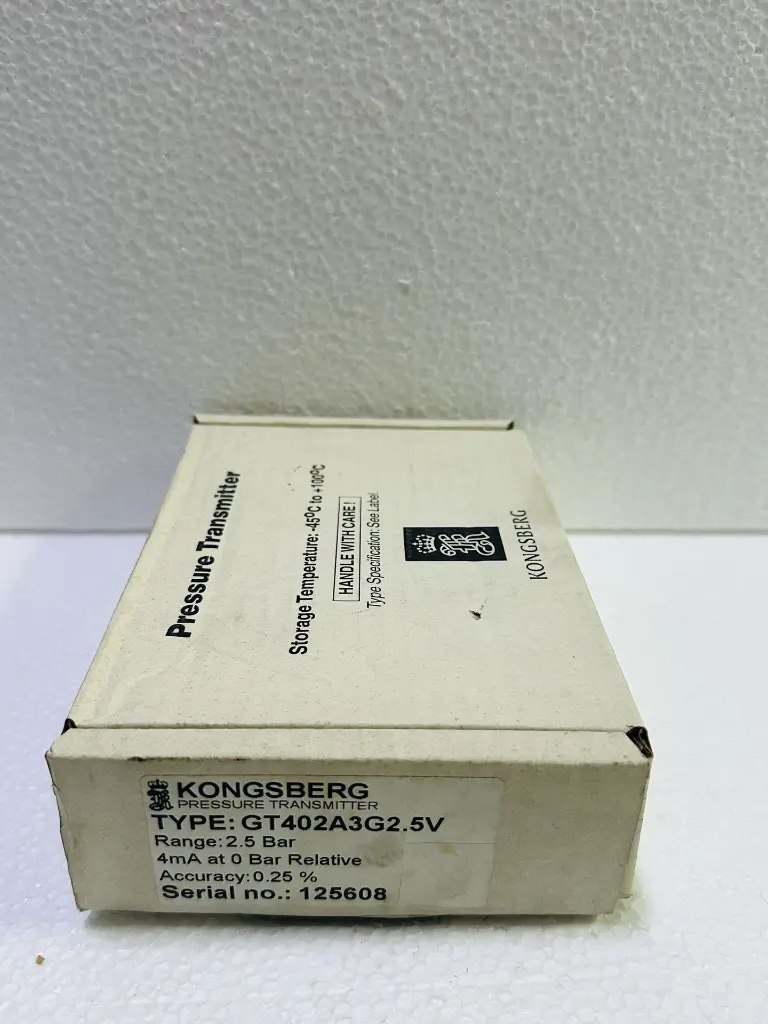 Pressure Transmitter
Storage Temperature: -45ºC to +100ºC
HANDLE WITH CARE!
Type Specification: See Label
KONGSBERG
KONGSBERG
PRESSURE TRANSMITTER
TYPE: GT402A3G2.5V
Range: 2.5 Bar
4mA at 0 Bar Relative
Accuracy: 0.25 %
Serial no.: 125608